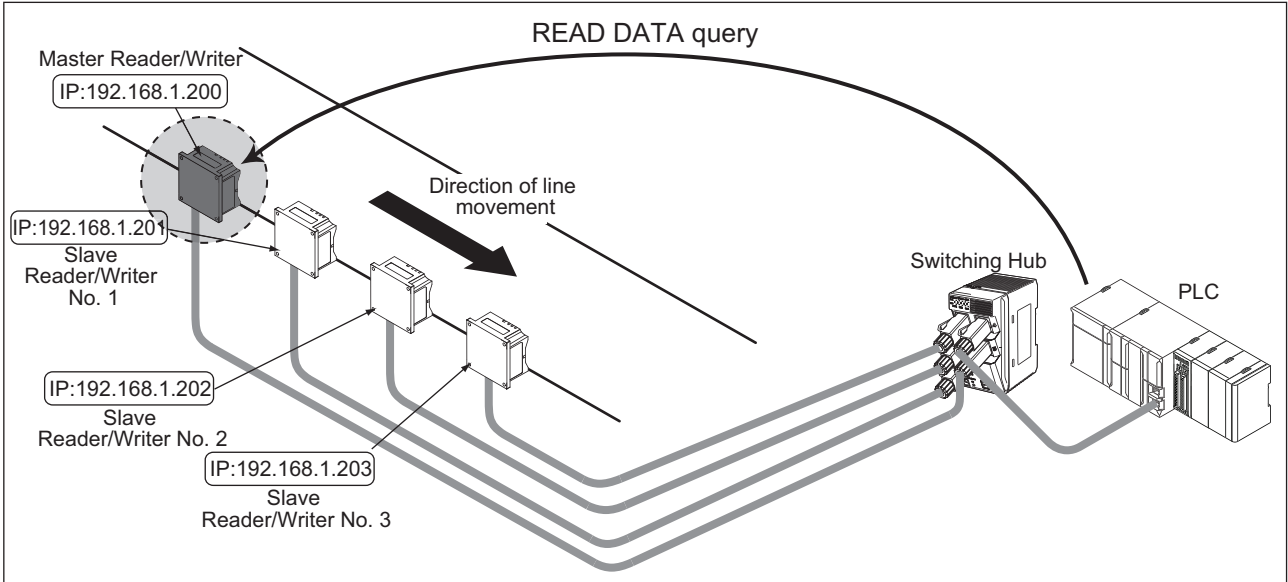 READ DATA query
Master Reader/Writer
IP:192.168.1.200
Direction of line
movement
IP:192.168.1.201
Slave
Reader/Writer
No. 1
Switching Hub
PLC
IP:192.168.1.202
Slave
Reader/Writer No. 2
IP:192.168.1.203
Slave
Reader/Writer No. 3